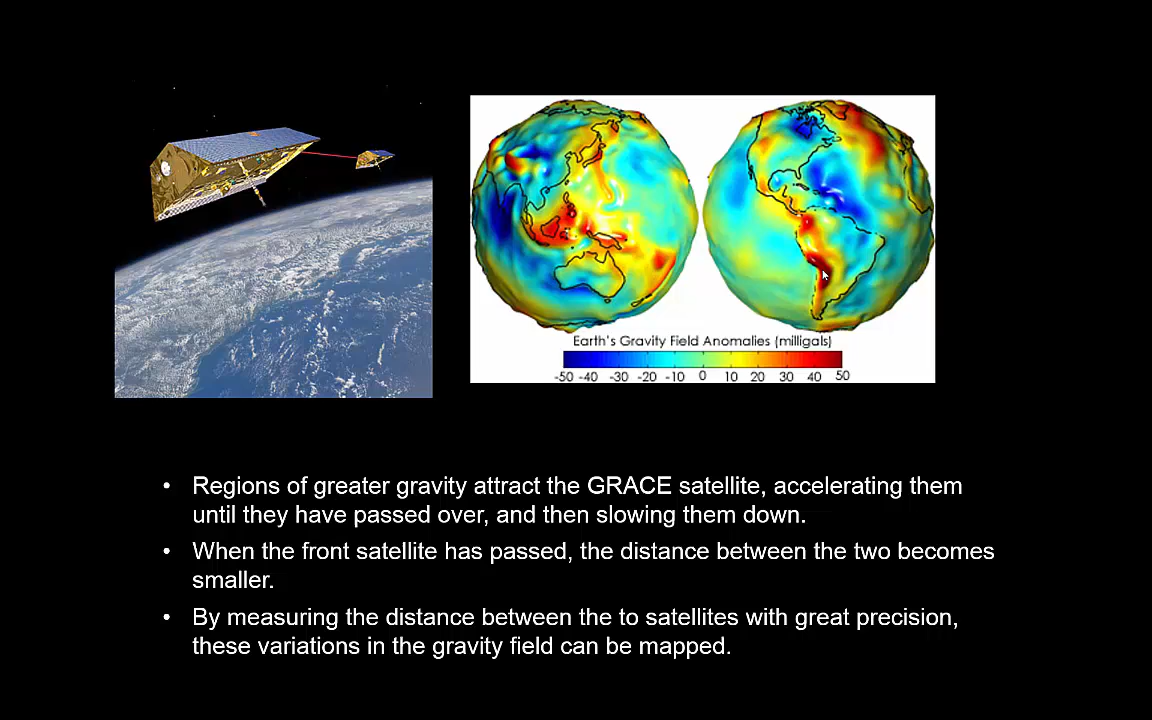 Earth's Gravity Field Anomalies (milligals)
-50 -40 -30 -20 -10 0 10 20 30 40 50
• Regions of greater gravity attract the GRACE satellite, accelerating them
until they have passed over, and then slowing them down.
• When the front satellite has passed, the distance between the two becomes
smaller.
• By measuring the distance between the to satellites with great precision,
these variations in the gravity field can be mapped.